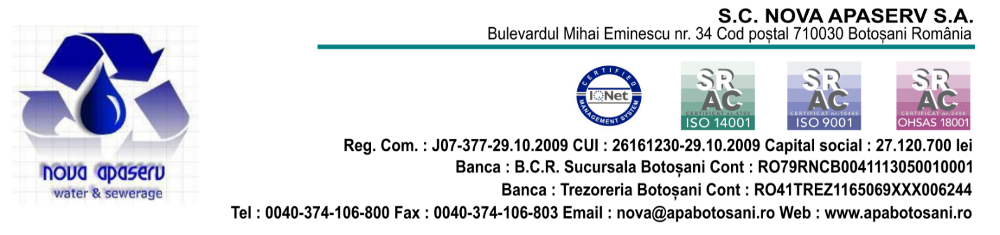 S.C. NOVA APASERV S.A.
Bulevardul Mihai Eminescu nr. 34 Cod poștal 710030 Botoșani România
CERTIFIED
IQNet
MANAGEMENT SYSTEM
SR
AC
CERTIFICAT nr.4702
ISO 14001
SR
AC
CERTIFICAT nr.10460
ISO 9001
SR
AC
CERTIFICAT nr.3400
OHSAS 18001
nova apaserv
water & sewerage
Reg. Com. : J07-377-29.10.2009 CUI : 26161230-29.10.2009 Capital social : 27.120.700 lei
Banca : B.C.R. Sucursala Botoșani Cont : RO79RNCB0041113050010001
Banca : Trezoreria Botoșani Cont : RO41TREZ1165069XXX006244
Tel : 0040-374-106-800 Fax : 0040-374-106-803 Email : nova@apabotosani.ro Web : www.apabotosani.ro